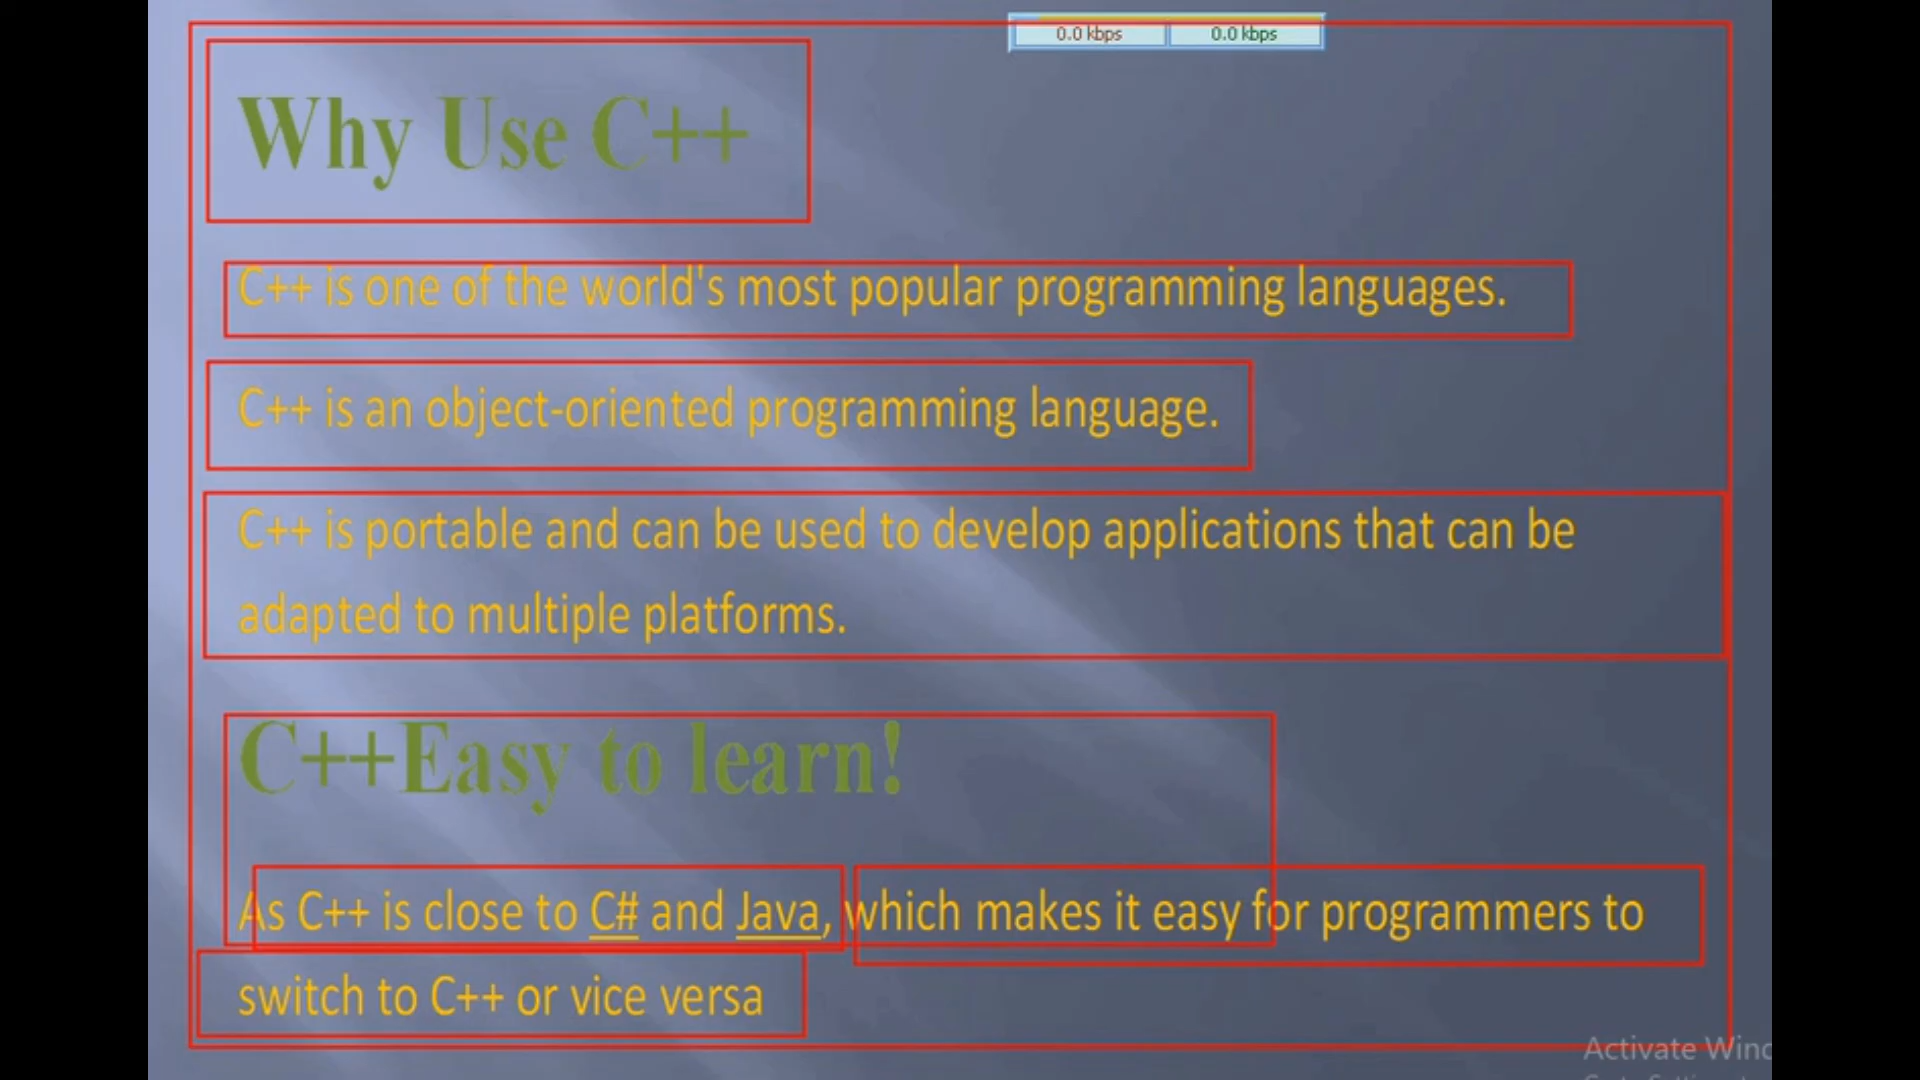 0.0 kbps 0.0 kbps
Why Use C++
C++ is one of the world's most popular programming languages.
C++ is an object-oriented programming language.
C++ is portable and can be used to develop applications that can be
adapted to multiple platforms.
C++Easy to learn!
As C++ is close to C# and Java, which makes it easy for programmers to
switch to C++ or vice versa
Activate Wind